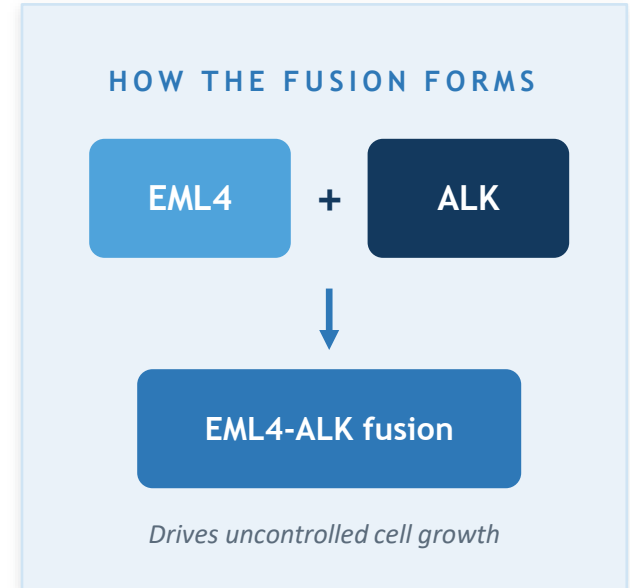 HOW THE FUSION FORMS
EML4 + ALK
EML4-ALK fusion
Drives uncontrolled cell growth